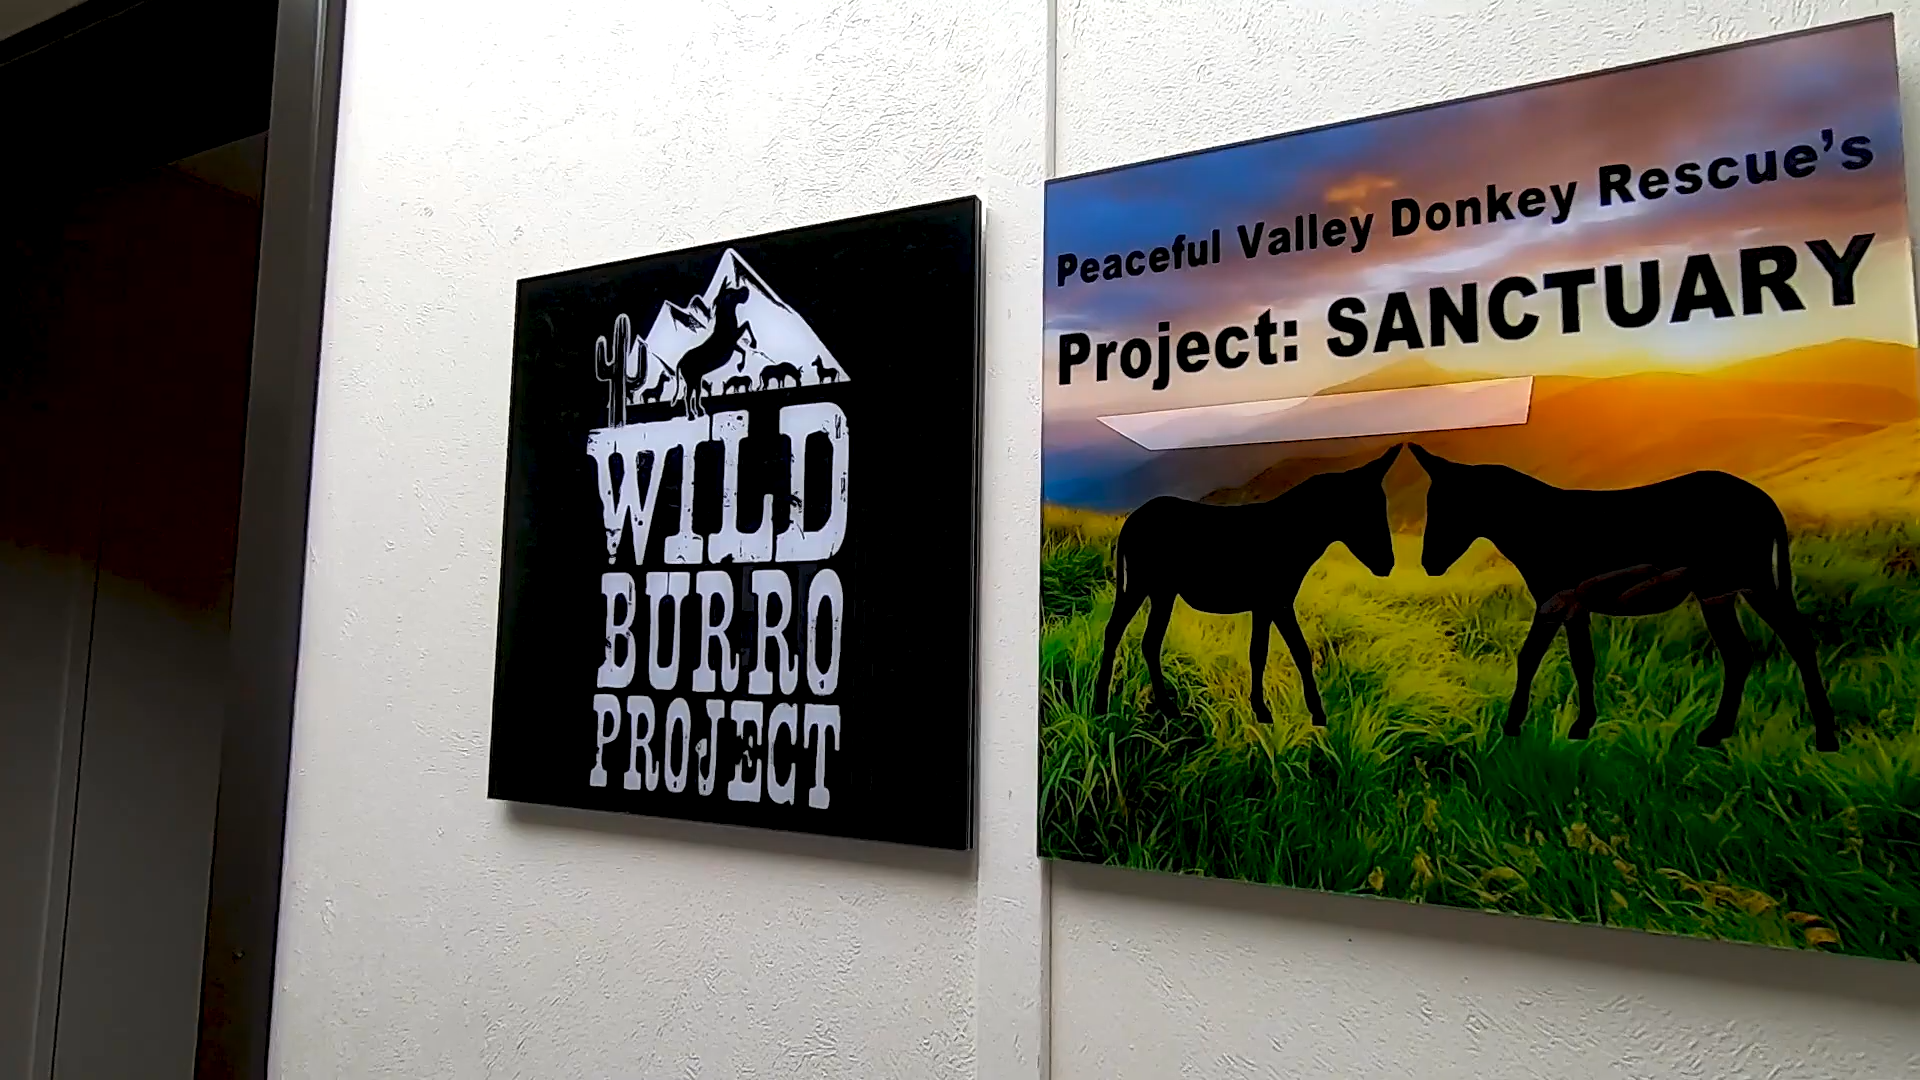 WILD
BURRO
PROJECT
Peaceful Valley Donkey Rescue's
Project: SANCTUARY